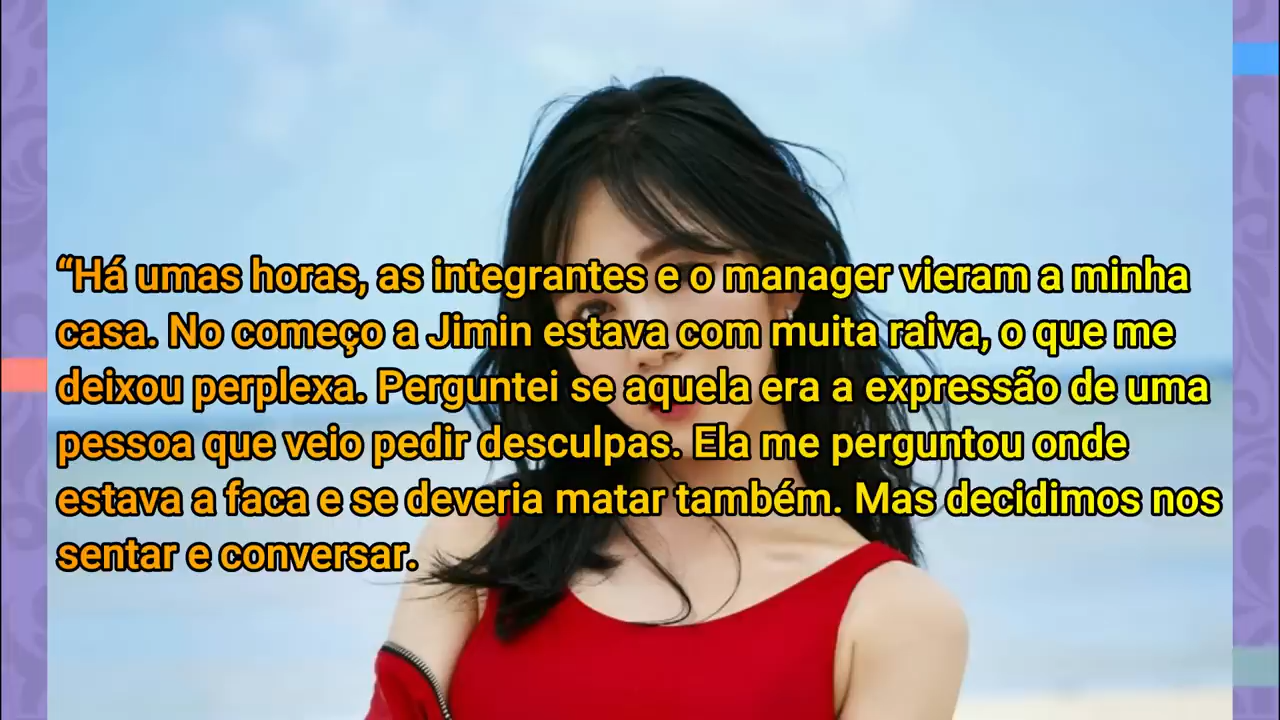 “Há umas horas, as integrantes e o manager vieram a minha
casa. No começo a Jimin estava com muita raiva, o que me
deixou perplexa. Perguntei se aquela era a expressão de uma
pessoa que veio pedir desculpas. Ela me perguntou onde
estava a faca e se deveria matar também. Mas decidimos nos
sentar e conversar.